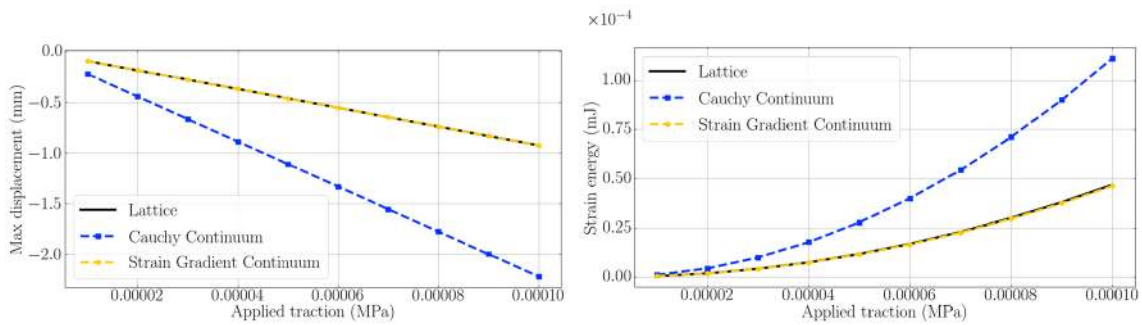 ×10−4
0.0
−0.5
−1.0
−1.5
−2.0
Max displacement (mm)
Lattice
Cauchy Continuum
Strain Gradient Continuum
0.00002 0.00004 0.00006 0.00008 0.00010
Applied traction (MPa)
1.00
0.75
0.50
0.25
0.00
Strain energy (mJ)
Lattice
Cauchy Continuum
Strain Gradient Continuum
0.00002 0.00004 0.00006 0.00008 0.00010
Applied traction (MPa)